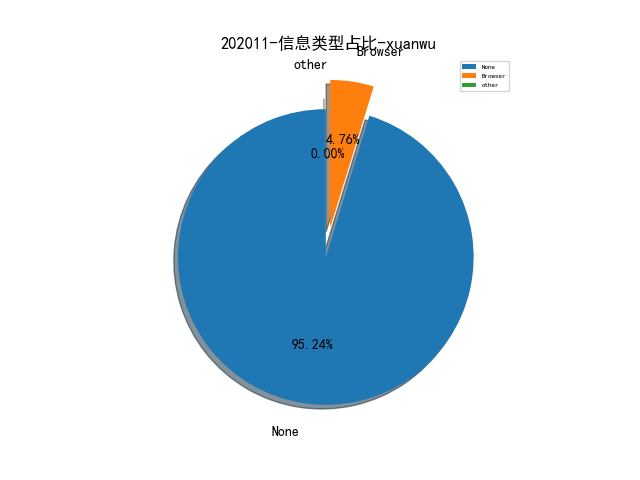 202011-信息类型占比-xuanwu
Browser
other
None
Browser
other
4.76%
0.00%
95.24%
None